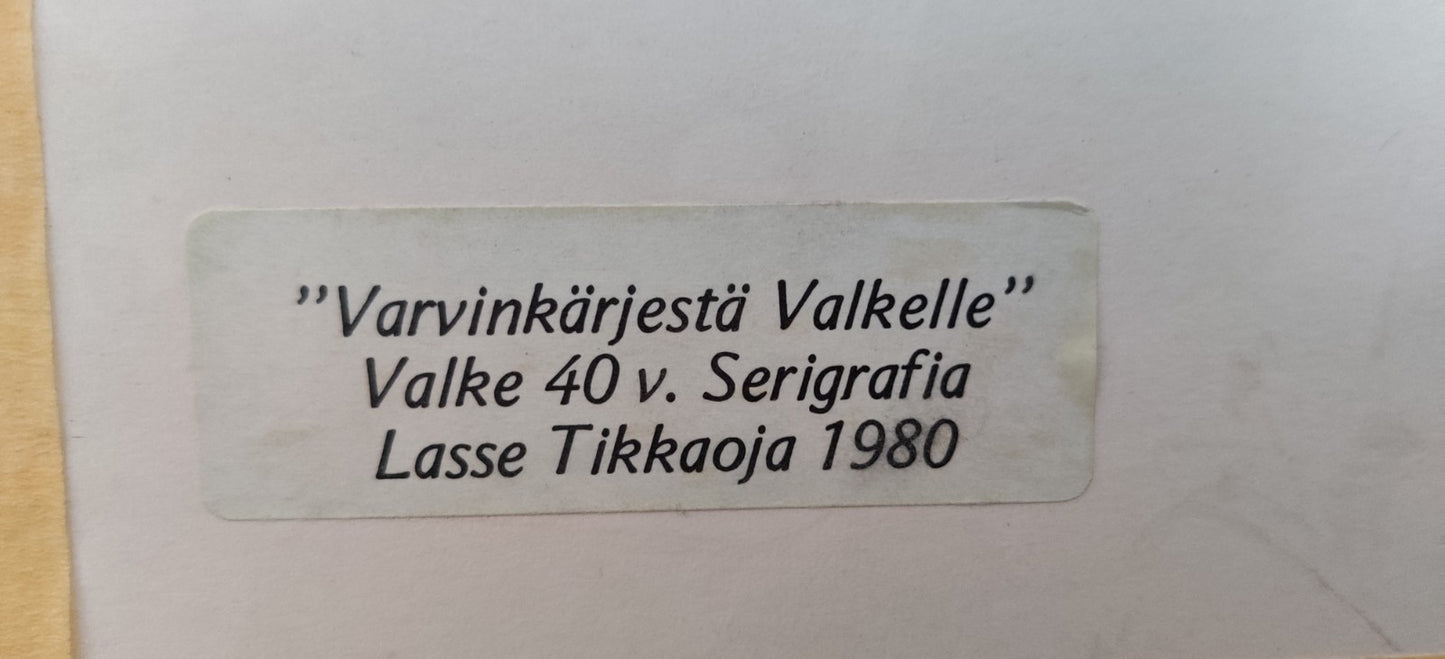 ”Varvinkärjestä Valkelle”
Valke 40 v. Serigrafia
Lasse Tikkaoja 1980